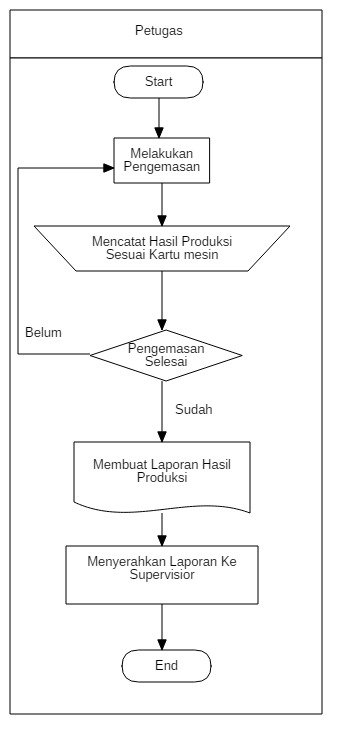 Petugas
Start
Melakukan
Pengemasan
Mencatat Hasil Produksi
Sesuai Kartu mesin
Belum
Pengemasan
Selesai
Sudah
Membuat Laporan Hasil
Produksi
Menyerahkan Laporan Ke
Supervisior
End